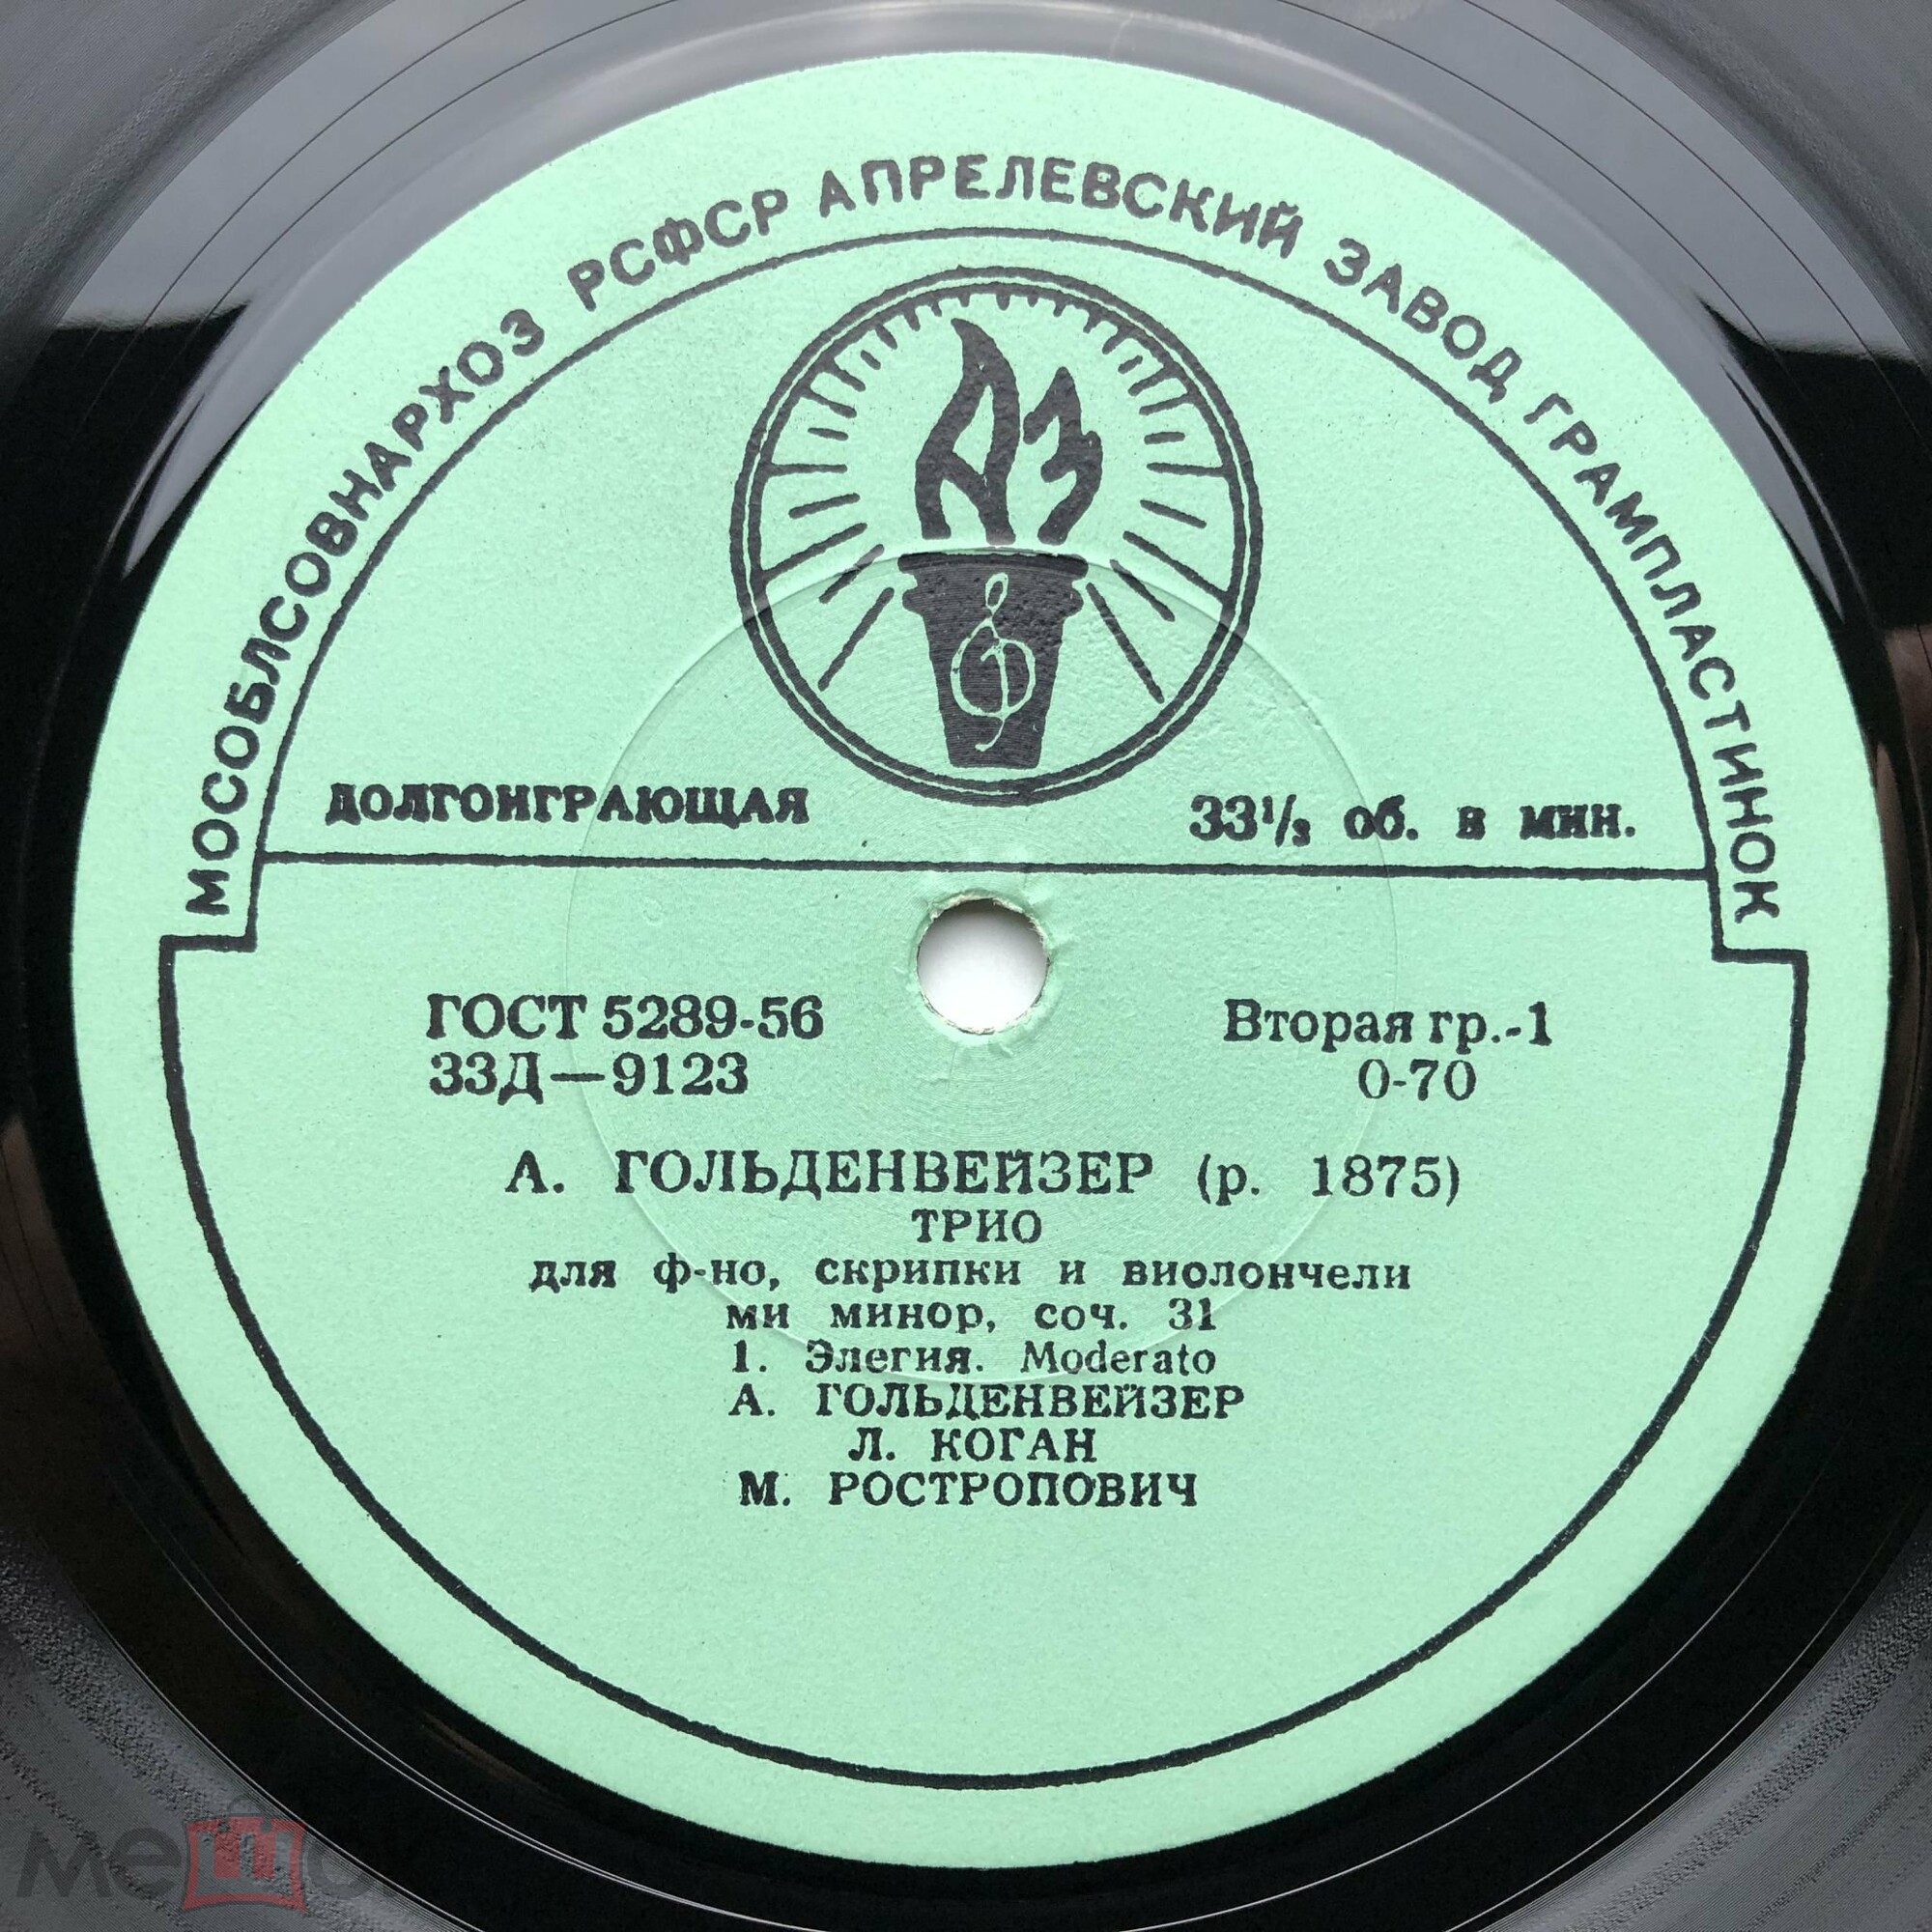 МОСОБЛСОВНАРХОЗ РСФСР АПРЕЛЕВСКИЙ ЗАВОД ГРАМПЛАСТИНОК
АЗ
ДОЛГОИГРАЮЩАЯ 33⅓ об. в мин.
ГОСТ 5289-56 Вторая гр.-1
33Д—9123 0-70
А. ГОЛЬДЕНВЕЙЗЕР (р. 1875)
ТРИО
для ф-но, скрипки и виолончели
ми минор, соч. 31
1. Элегия. Moderato
А. ГОЛЬДЕНВЕЙЗЕР
Л. КОГАН
М. РОСТРОПОВИЧ
мешок